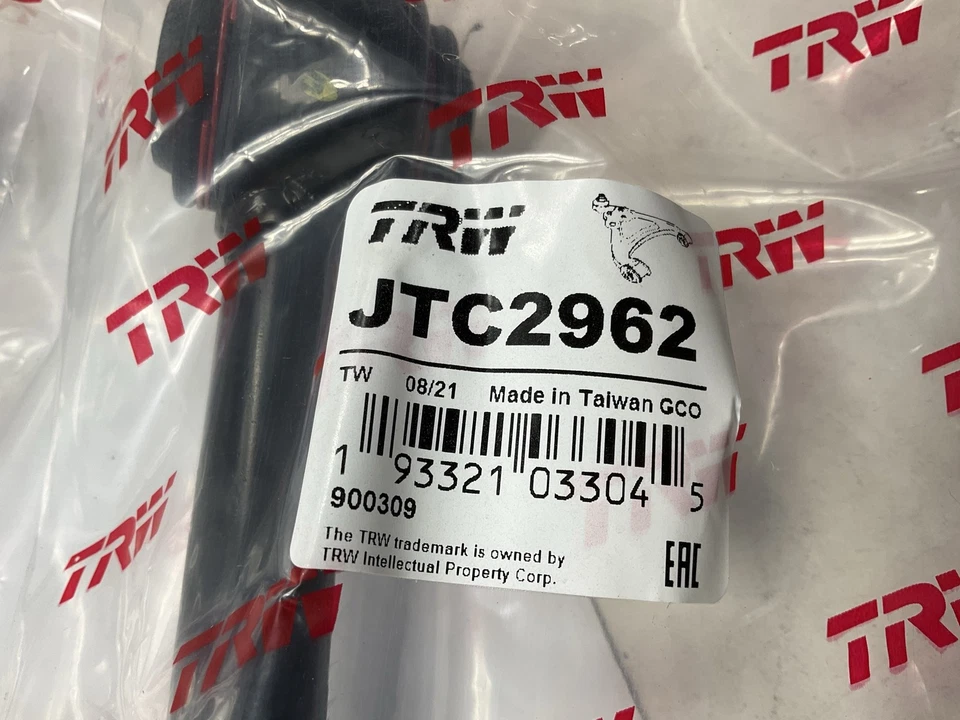 TRW
TRW
TRW
TRW
TRW
TRW
JTC2962
TW 08/21 Made in Taiwan GCO
1 93321 03304 5
900309
The TRW trademark is owned by
TRW Intellectual Property Corp.
EAC
TRW
TRW
TRW
TRW